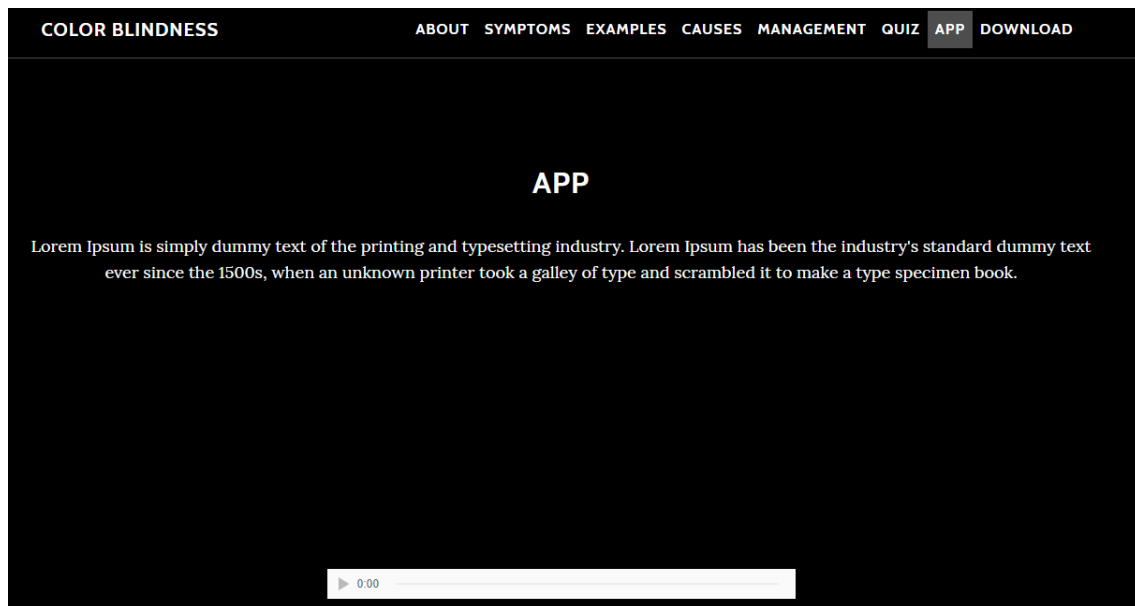 COLOR BLINDNESS ABOUT SYMPTOMS EXAMPLES CAUSES MANAGEMENT QUIZ APP DOWNLOAD
APP
Lorem Ipsum is simply dummy text of the printing and typesetting industry. Lorem Ipsum has been the industry's standard dummy text
ever since the 1500s, when an unknown printer took a galley of type and scrambled it to make a type specimen book.
0:00